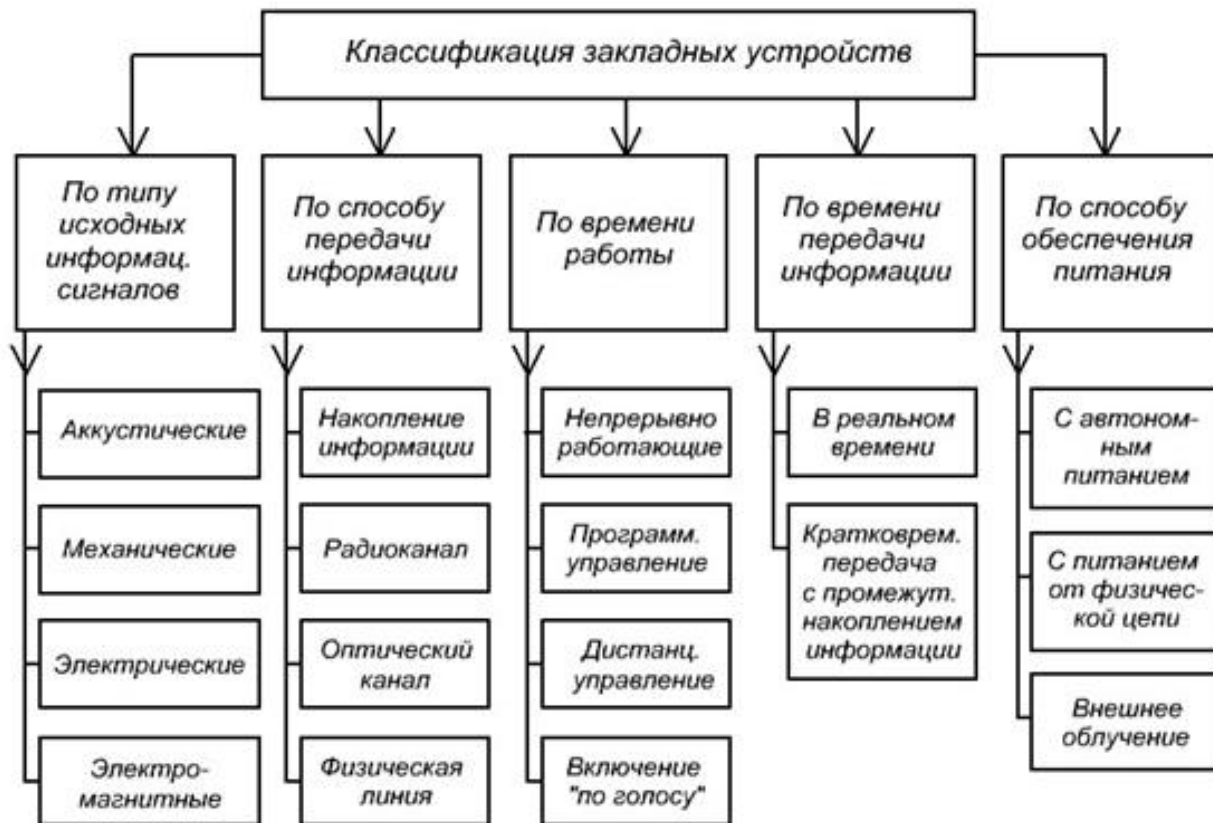 Классификация закладных устройств
По типу
исходных
информац.
сигналов
По способу
передачи
информации
По времени
работы
По времени
передачи
информации
По способу
обеспечения
питания
Аккустические
Механические
Электрические
Электро-
магнитные
Накопление
информации
Радиоканал
Оптический
канал
Физическая
линия
Непрерывно
работающие
Программ.
управление
Дистанц.
управление
Включение
"по голосу"
В реальном
времени
Кратковрем.
передача
с промежут.
накоплением
информации
С автоном-
ным
питанием
С питанием
от физичес-
кой цепи
Внешнее
облучение